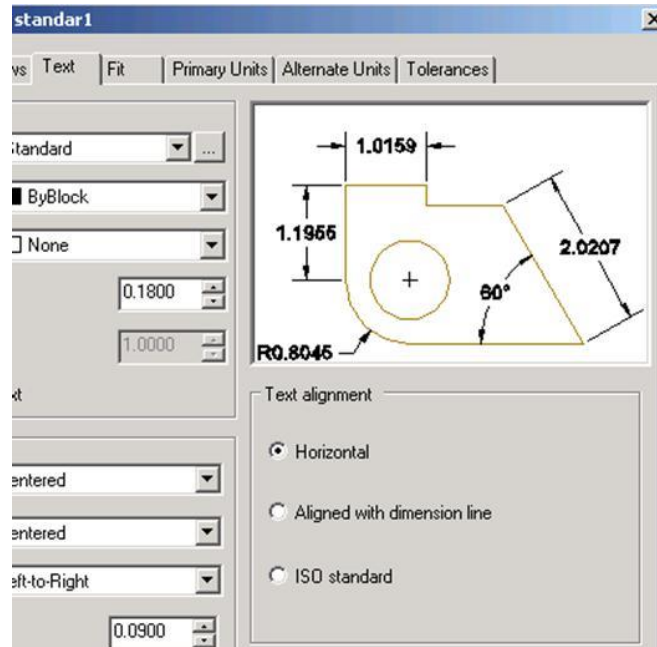 standar1
ws Text Fit Primary Units Alternate Units Tolerances
Standard ...
ByBlock
None
0.1800
1.0000
xt
entered
entered
eft-to-Right
0.0900
1.0159
1.1955
2.0207
60°
R0.8045
Text alignment
Horizontal
Aligned with dimension line
ISO standard